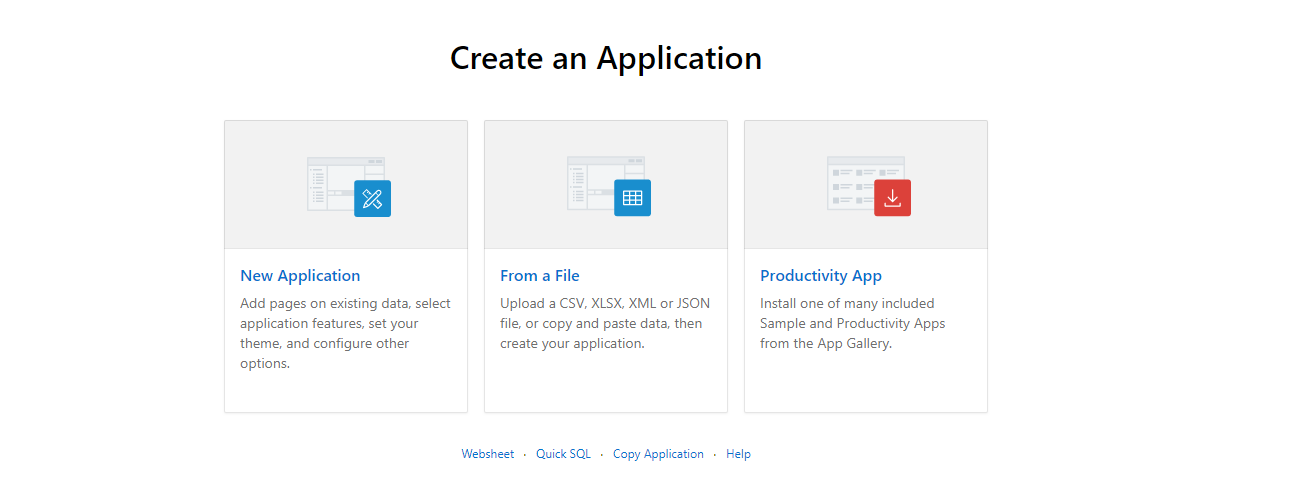 Create an Application
New Application
Add pages on existing data, select
application features, set your
theme, and configure other
options.
From a File
Upload a CSV, XLSX, XML or JSON
file, or copy and paste data, then
create your application.
Productivity App
Install one of many included
Sample and Productivity Apps
from the App Gallery.
Websheet · Quick SQL · Copy Application · Help